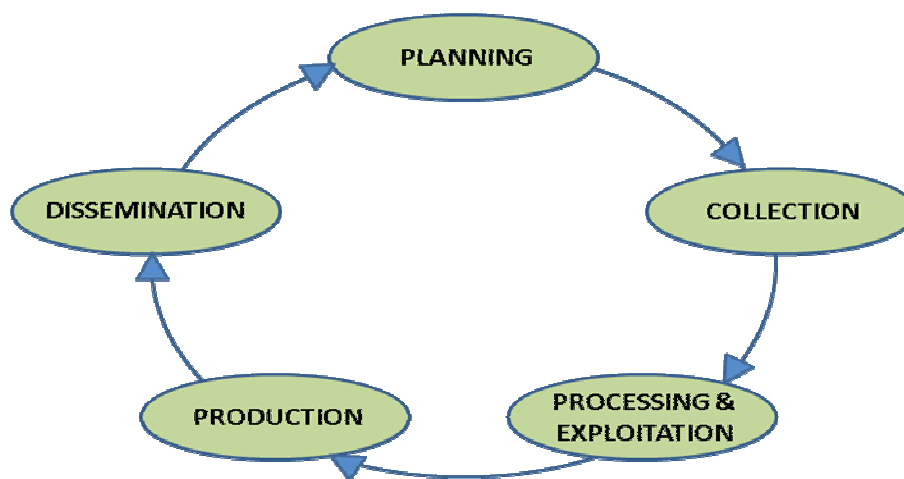 PLANNING
DISSEMINATION
COLLECTION
PRODUCTION
PROCESSING &
EXPLOITATION